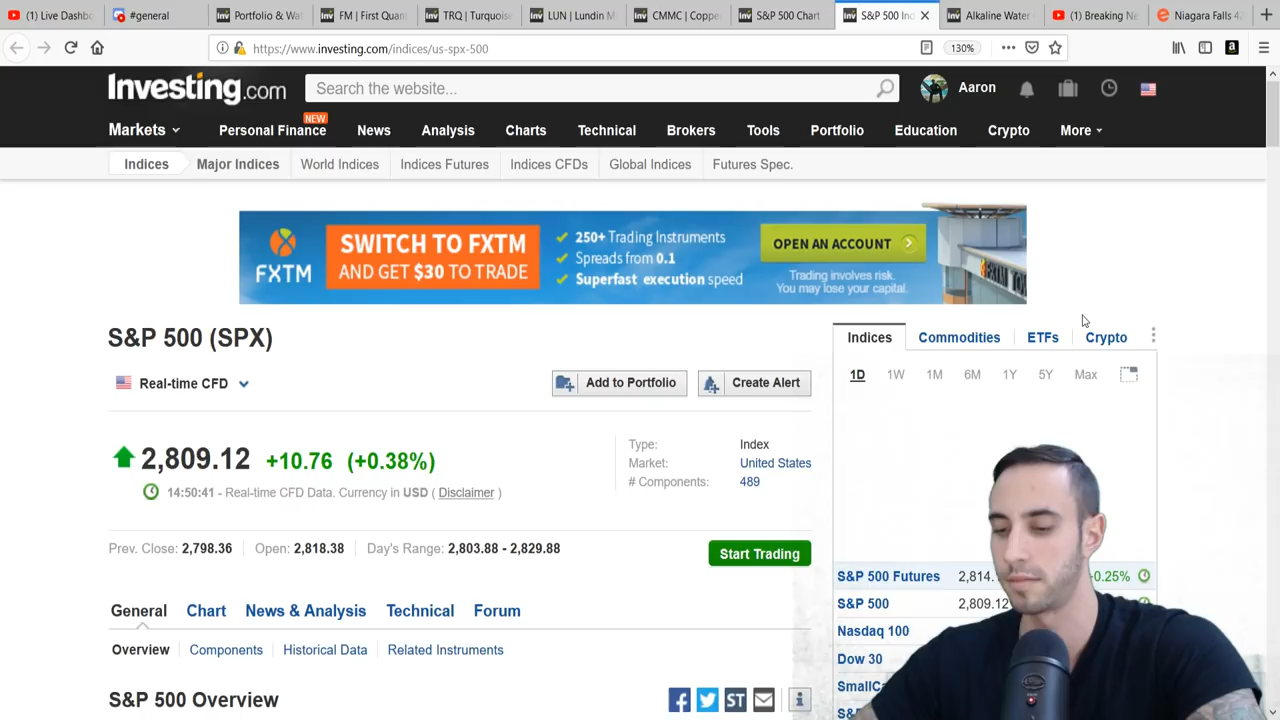 (1) Live Dashbo
#general
Portfolio & Wa
FM | First Quan
TRQ | Turquoise
LUN | Lundin M
CMMC | Coppe
S&P 500 Chart
S&P 500 Ind
Alkaline Water
(1) Breaking Ne
Niagara Falls 42
https://www.investing.com/indices/us-spx-500
130%
Investing.com
Search the website...
Aaron
NEW
Markets
Personal Finance
News
Analysis
Charts
Technical
Brokers
Tools
Portfolio
Education
Crypto
More
Indices
Major Indices
World Indices
Indices Futures
Indices CFDs
Global Indices
Futures Spec.
FXTM
SWITCH TO FXTM
AND GET $30 TO TRADE
250+ Trading Instruments
Spreads from 0.1
Superfast execution speed
OPEN AN ACCOUNT
Trading involves risk.
You may lose your capital.
S&P 500 (SPX)
Real-time CFD
Add to Portfolio
Create Alert
2,809.12 +10.76 (+0.38%)
14:50:41 - Real-time CFD Data. Currency in USD ( Disclaimer )
Type: Index
Market: United States
# Components: 489
Prev. Close: 2,798.36
Open: 2,818.38
Day's Range: 2,803.88 - 2,829.88
Start Trading
General
Chart
News & Analysis
Technical
Forum
Overview
Components
Historical Data
Related Instruments
S&P 500 Overview
Indices
Commodities
ETFs
Crypto
1D 1W 1M 6M 1Y 5Y Max
S&P 500 Futures 2,814. 0.25%
S&P 500 2,809.12
Nasdaq 100
Dow 30
SmallCa
S&P